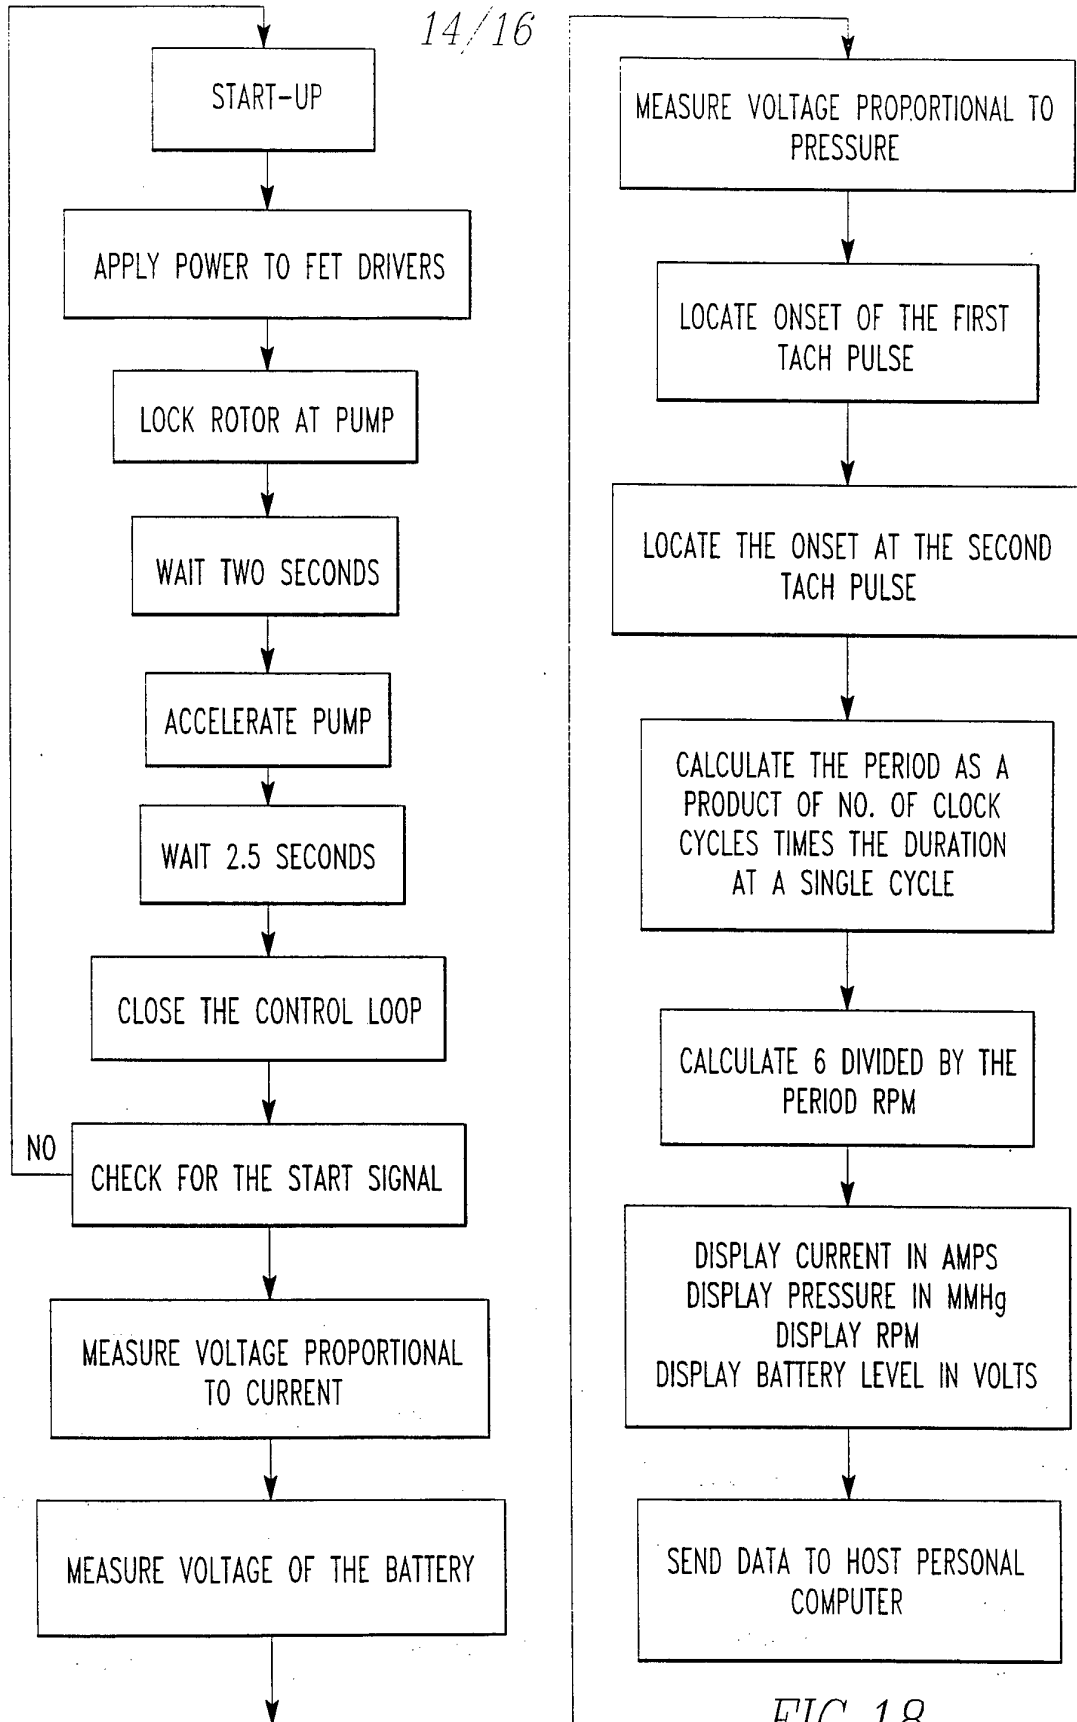 14/16
START-UP
APPLY POWER TO FET DRIVERS
LOCK ROTOR AT PUMP
WAIT TWO SECONDS
ACCELERATE PUMP
WAIT 2.5 SECONDS
CLOSE THE CONTROL LOOP
NO
CHECK FOR THE START SIGNAL
MEASURE VOLTAGE PROPORTIONAL
TO CURRENT
MEASURE VOLTAGE OF THE BATTERY
MEASURE VOLTAGE PROPORTIONAL TO
PRESSURE
LOCATE ONSET OF THE FIRST
TACH PULSE
LOCATE THE ONSET AT THE SECOND
TACH PULSE
CALCULATE THE PERIOD AS A
PRODUCT OF NO. OF CLOCK
CYCLES TIMES THE DURATION
AT A SINGLE CYCLE
CALCULATE 6 DIVIDED BY THE
PERIOD RPM
DISPLAY CURRENT IN AMPS
DISPLAY PRESSURE IN MMHg
DISPLAY RPM
DISPLAY BATTERY LEVEL IN VOLTS
SEND DATA TO HOST PERSONAL
COMPUTER
FIG. 18